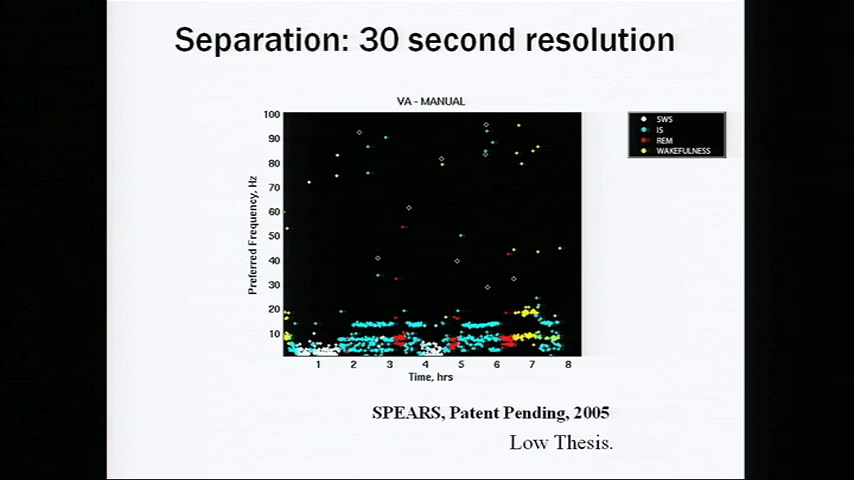 Separation: 30 second resolution
VA - MANUAL
100
90
80
70
60
50
40
30
20
10
Preferred Frequency, Hz
1 2 3 4 5 6 7 8
Time, hrs
SWS
IS
REM
WAKEFULNESS
SPEARS, Patent Pending, 2005
Low Thesis.